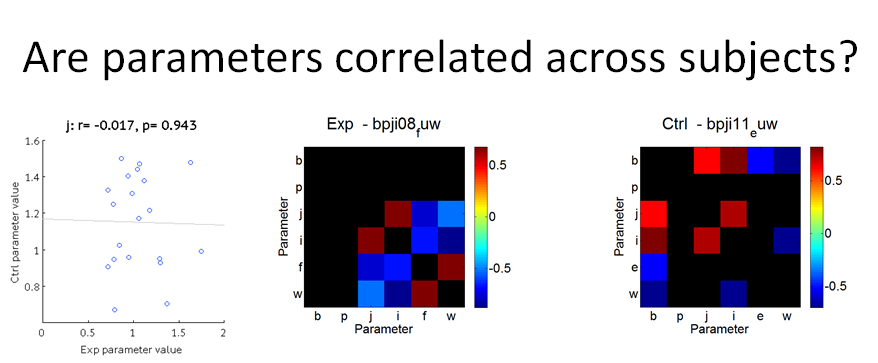 Are parameters correlated across subjects?
j: r= -0.017, p= 0.943
1.6
1.4
1.2
1
0.8
0
0.5
1
1.5
2
Ctrl parameter value
Exp parameter value
Exp - bpji08fuw
b
p
j
i
f
w
b
p
j
i
f
w
Parameter
Parameter
0.5
0
-0.5
Ctrl - bpji11euw
b
p
j
i
e
w
b
p
j
i
e
w
Parameter
Parameter
0.5
0
-0.5